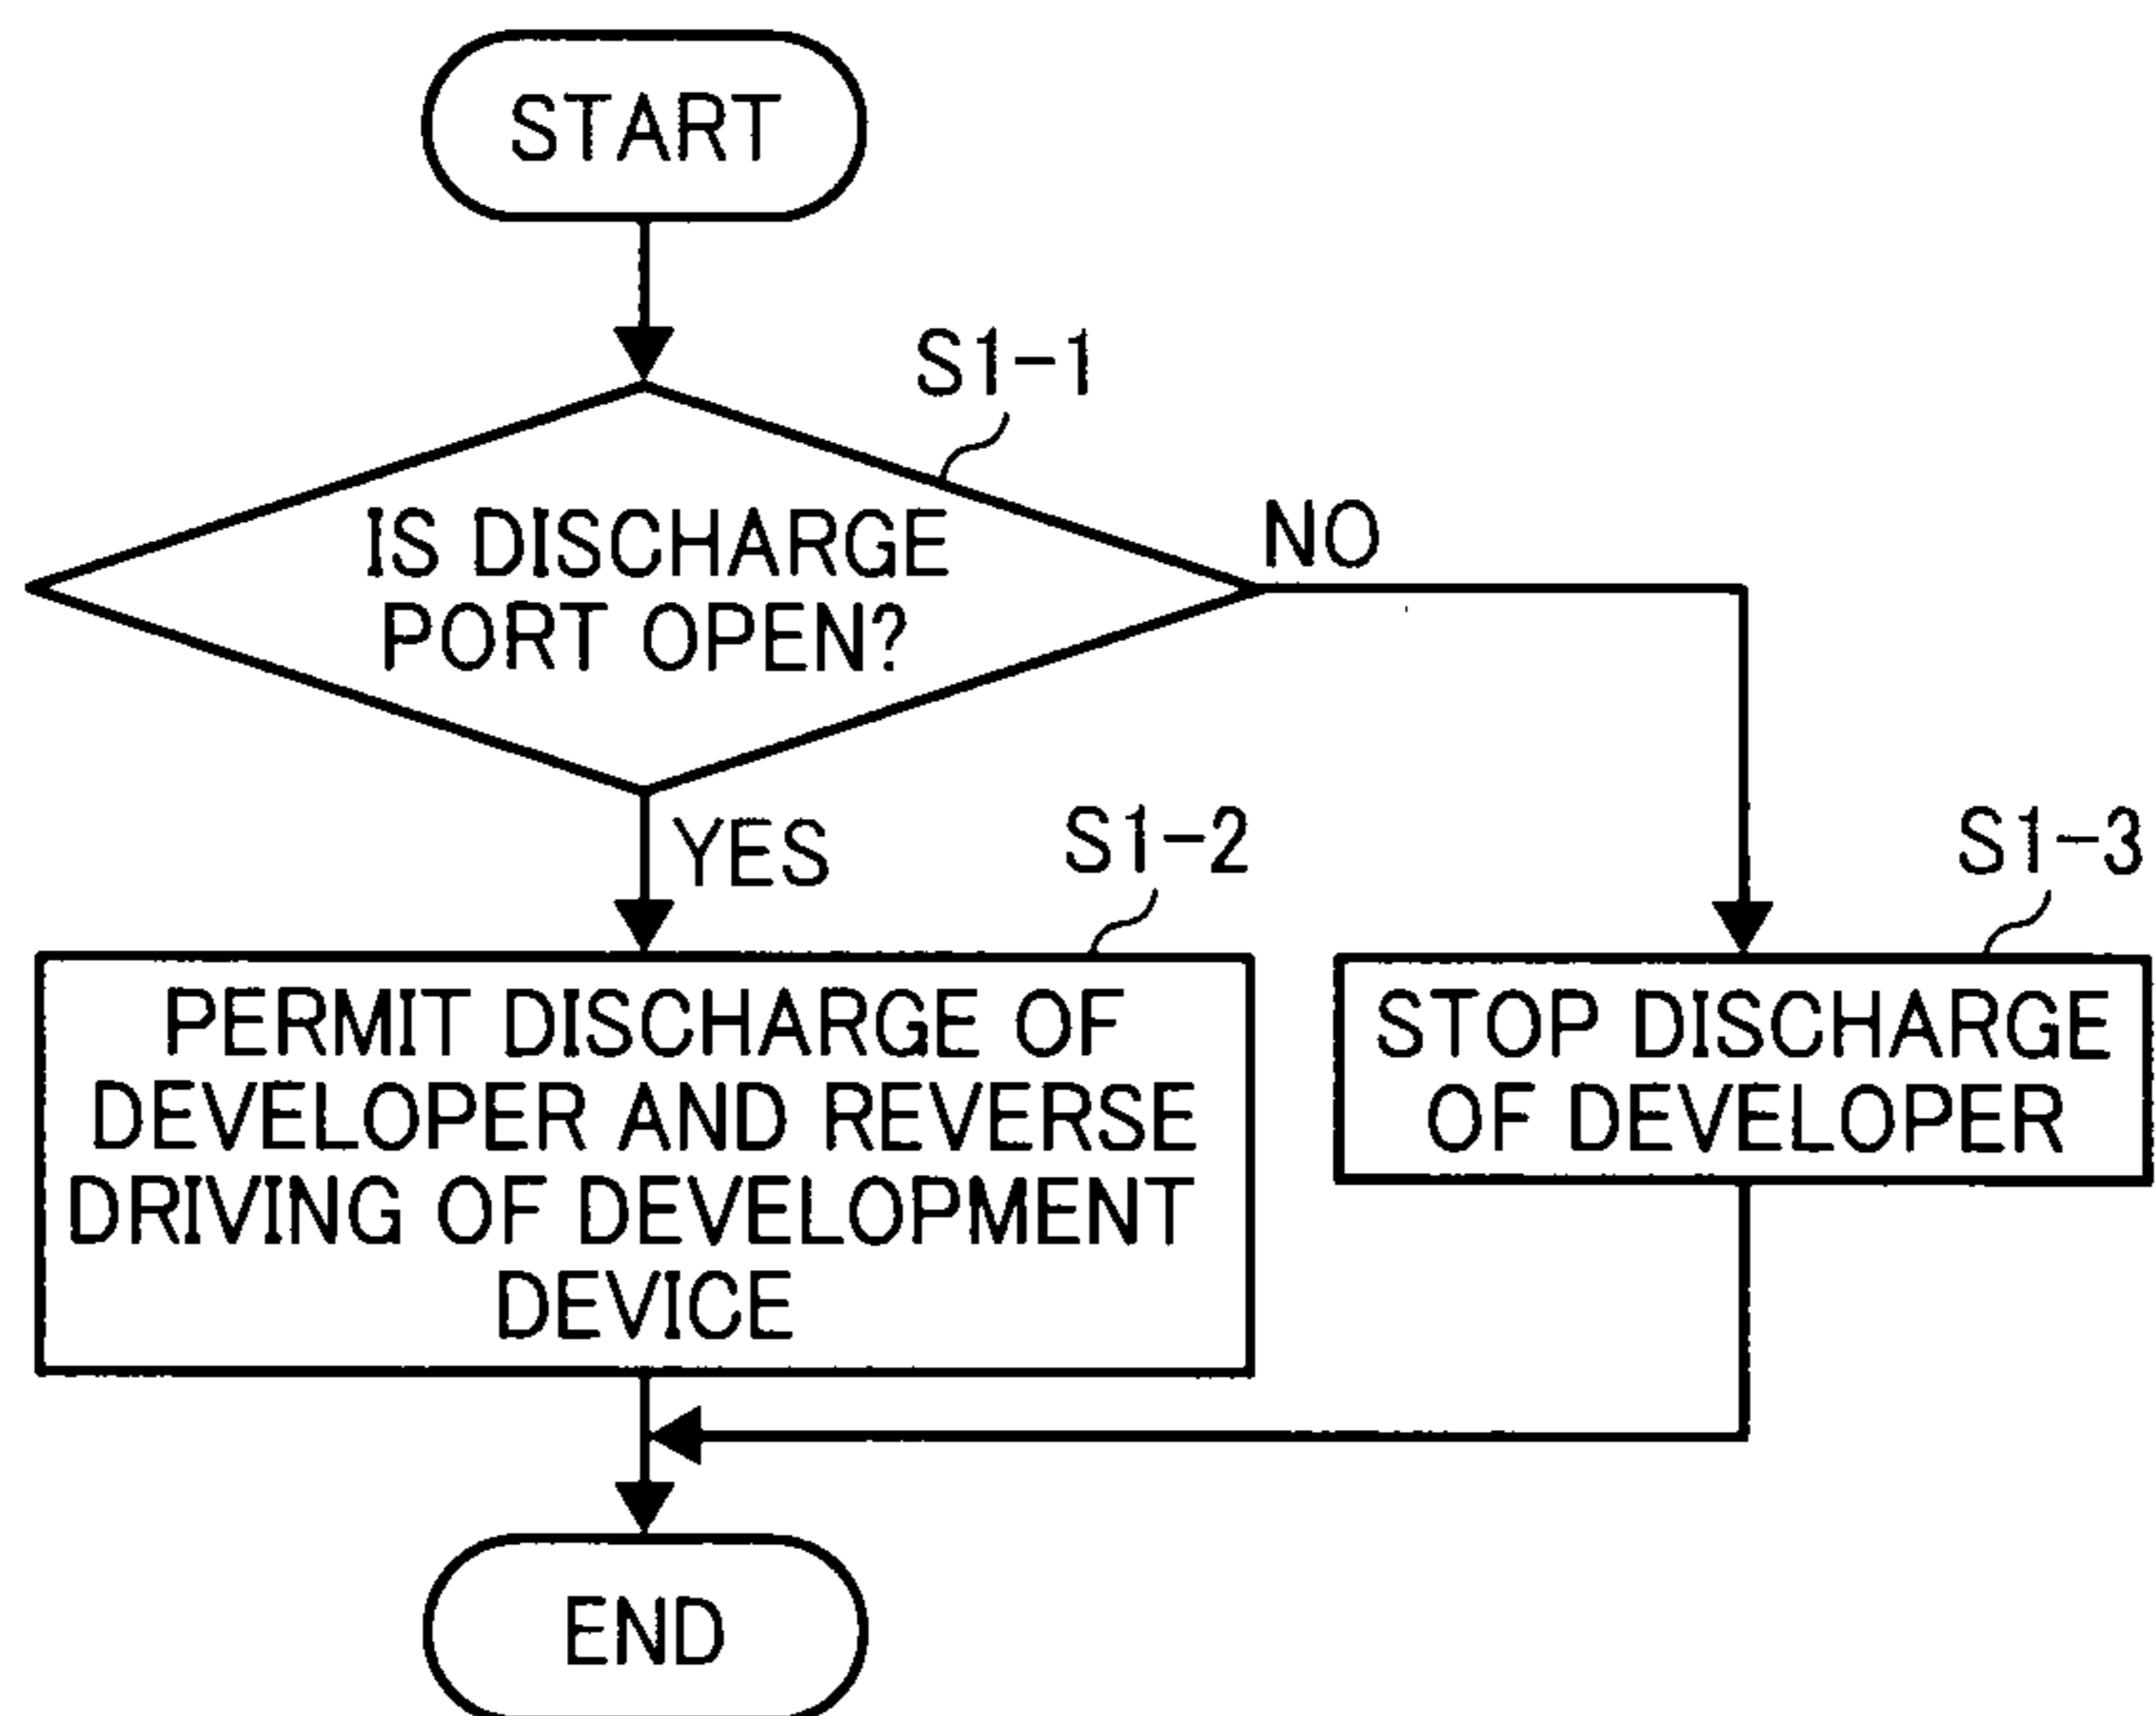 START
S1-1
IS DISCHARGE
PORT OPEN?
NO
YES
S1-2
S1-3
PERMIT DISCHARGE OF
DEVELOPER AND REVERSE
DRIVING OF DEVELOPMENT
DEVICE
STOP DISCHARGE
OF DEVELOPER
END